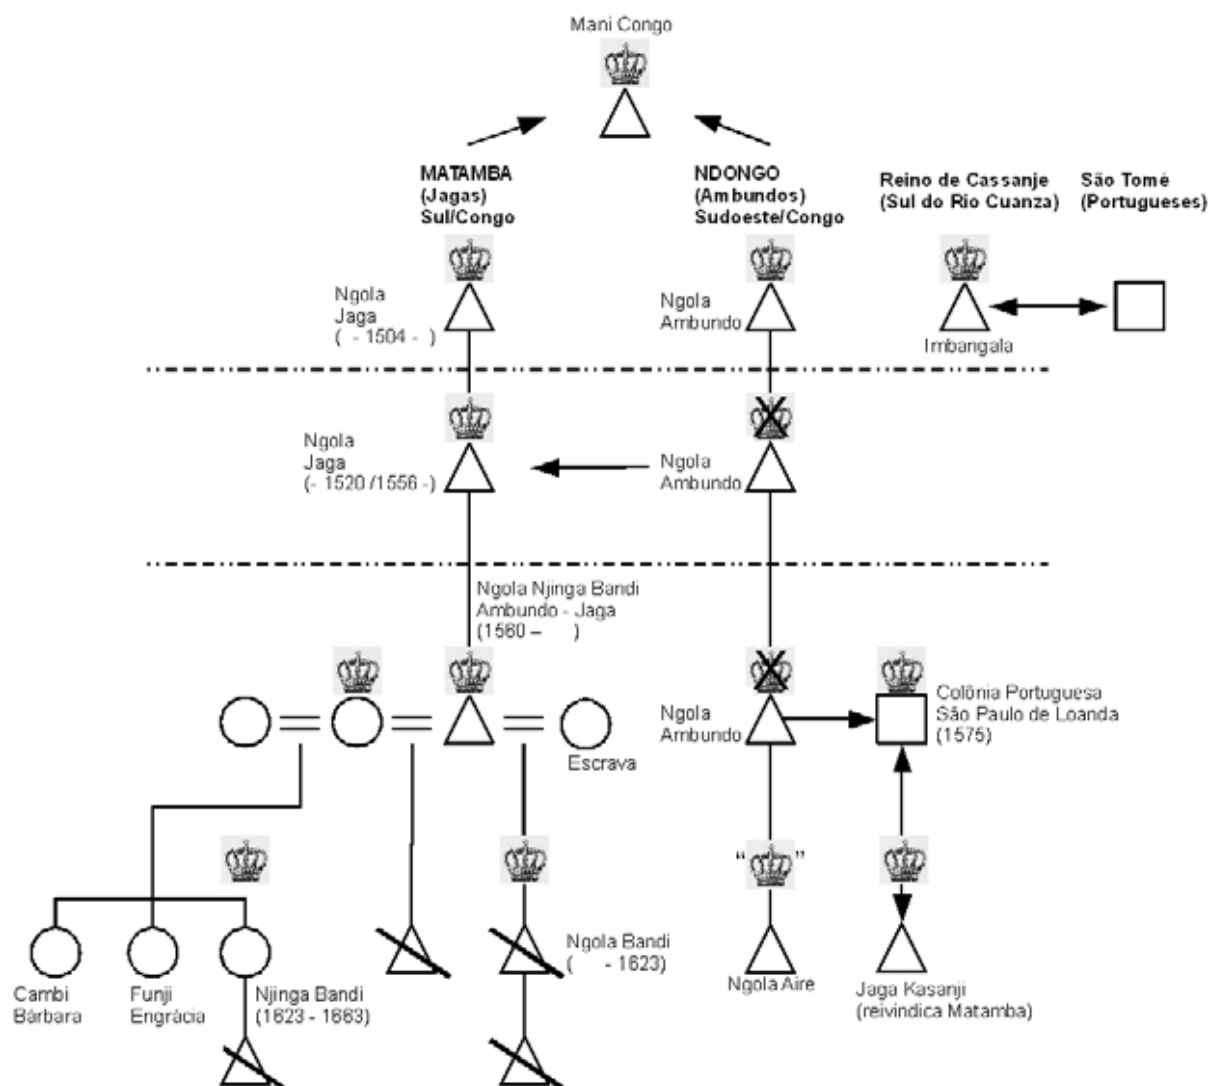 Mani Congo
MATAMBA
(Jagas)
Sul/Congo
NDONGO
(Ambundos)
Sudoeste/Congo
Reino de Cassanje
(Sul do Rio Cuanza)
São Tomé
(Portugueses)
Ngola
Jaga
( - 1504 - )
Ngola
Ambundo
Imbangala
Ngola
Jaga
(- 1520 /1556 -)
Ngola
Ambundo
Ngola Njinga Bandi
Ambundo - Jaga
(1560 – )
Escrava
Ngola
Ambundo
Colônia Portuguesa
São Paulo de Loanda
(1575)
“ ”
Cambi
Bárbara
Funji
Engrácia
Njinga Bandi
(1623 - 1663)
Ngola Bandi
( - 1623)
Ngola Aire
Jaga Kasanji
(reivindica Matamba)